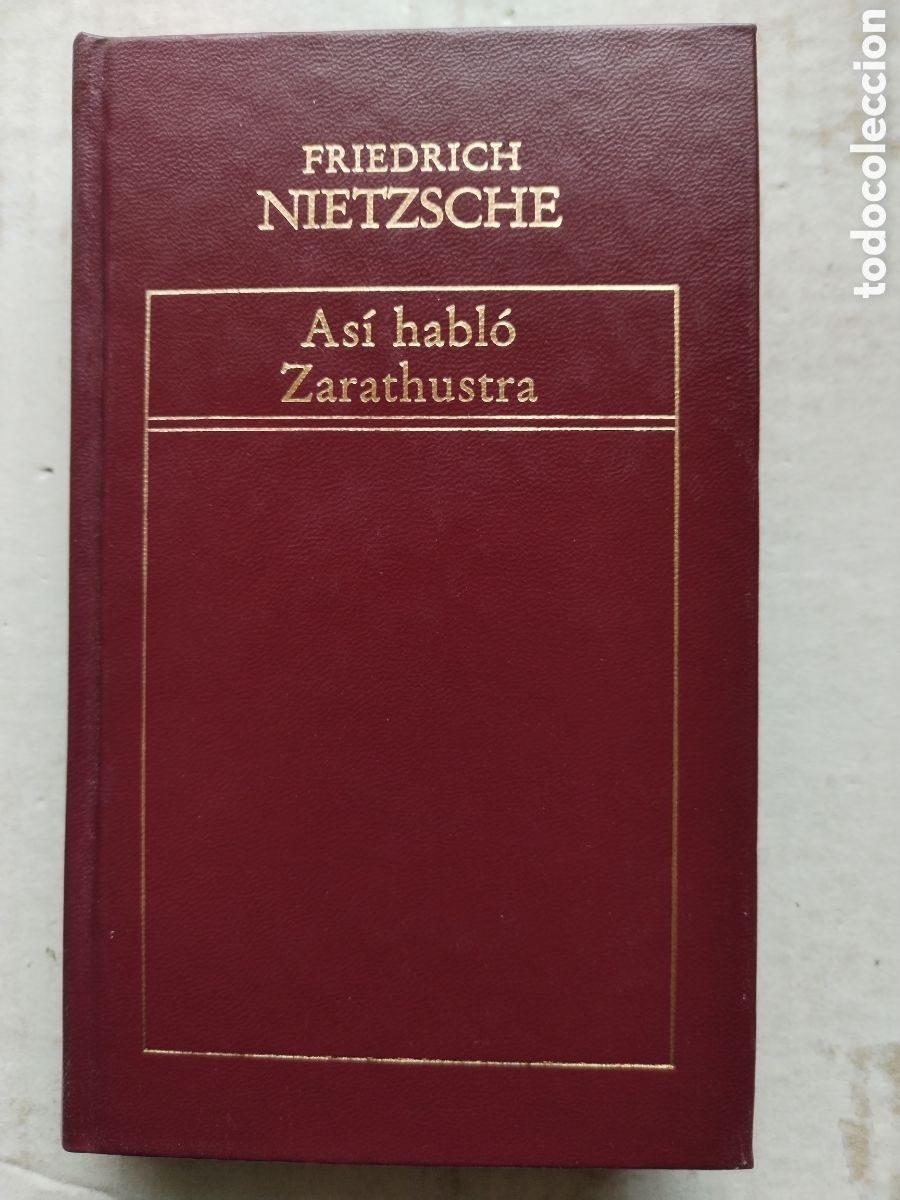 FRIEDRICH
NIETZSCHE
Así habló
Zarathustra
todocoleccion